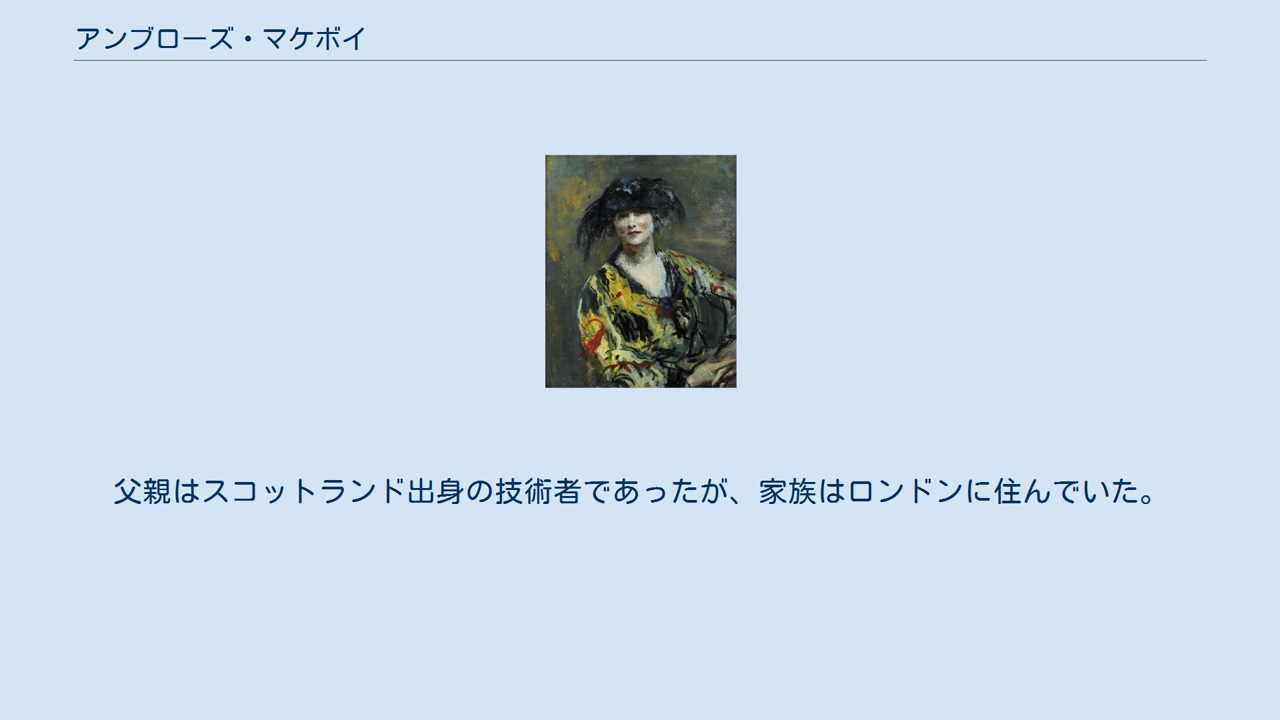 アンブローズ・マケボイ
父親はスコットランド出身の技術者であったが、家族はロンドンに住んでいた。